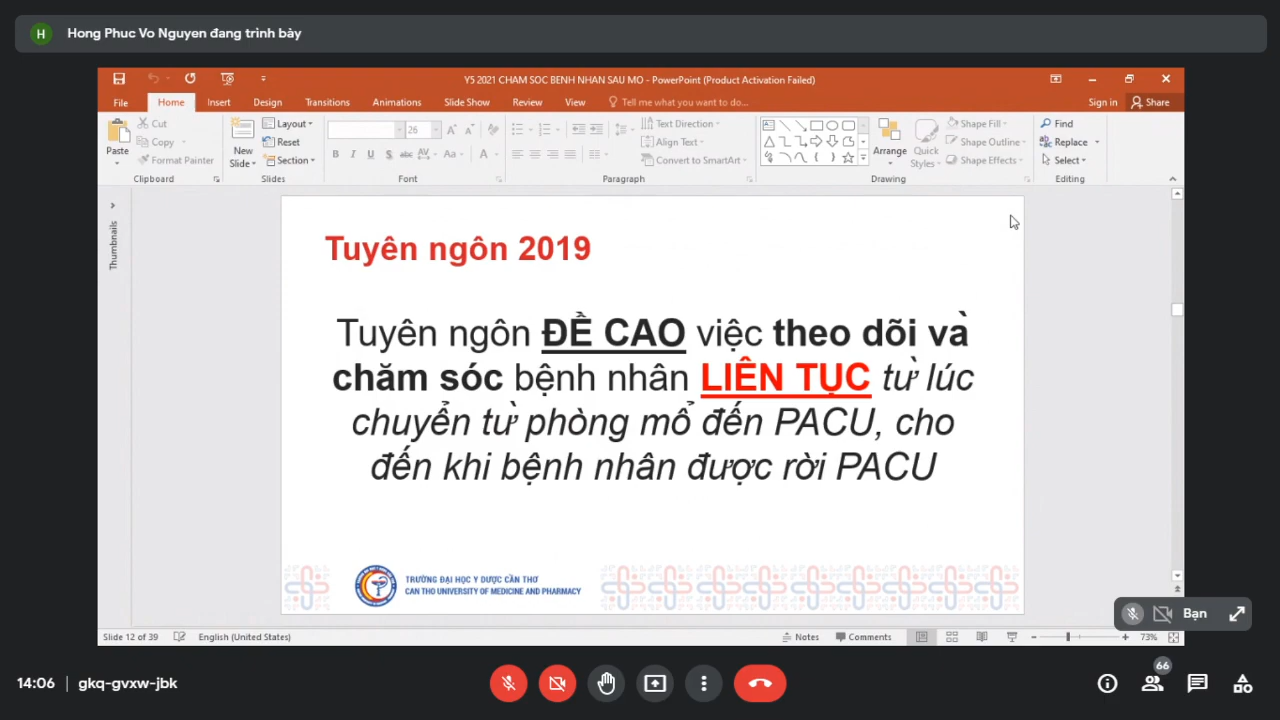 H Hong Phuc Vo Nguyen đang trình bày
Y5 2021 CHAM SOC BENH NHAN SAU MO - PowerPoint (Product Activation Failed)
File Home Insert Design Transitions Animations Slide Show Review View Tell me what you want to do... Sign in Share
Paste Cut Copy Format Painter
Clipboard
New Slide Layout Reset Section
Slides
26
B I U S abc AV Aa A
Font
Text Direction Align Text Convert to SmartArt
Paragraph
Arrange Quick Styles Shape Fill Shape Outline Shape Effects
Drawing
Find Replace Select
Editing
Thumbnails
Tuyên ngôn 2019
Tuyên ngôn ĐỀ CAO việc theo dõi và
chăm sóc bệnh nhân LIÊN TỤC từ lúc
chuyển từ phòng mổ đến PACU, cho
đến khi bệnh nhân được rời PACU
TRƯỜNG ĐẠI HỌC Y DƯỢC CẦN THƠ
CAN THO UNIVERSITY OF MEDICINE AND PHARMACY
Bạn
Slide 12 of 39 English (United States) Notes Comments 73%
14:06 | gkq-gvxw-jbk
66